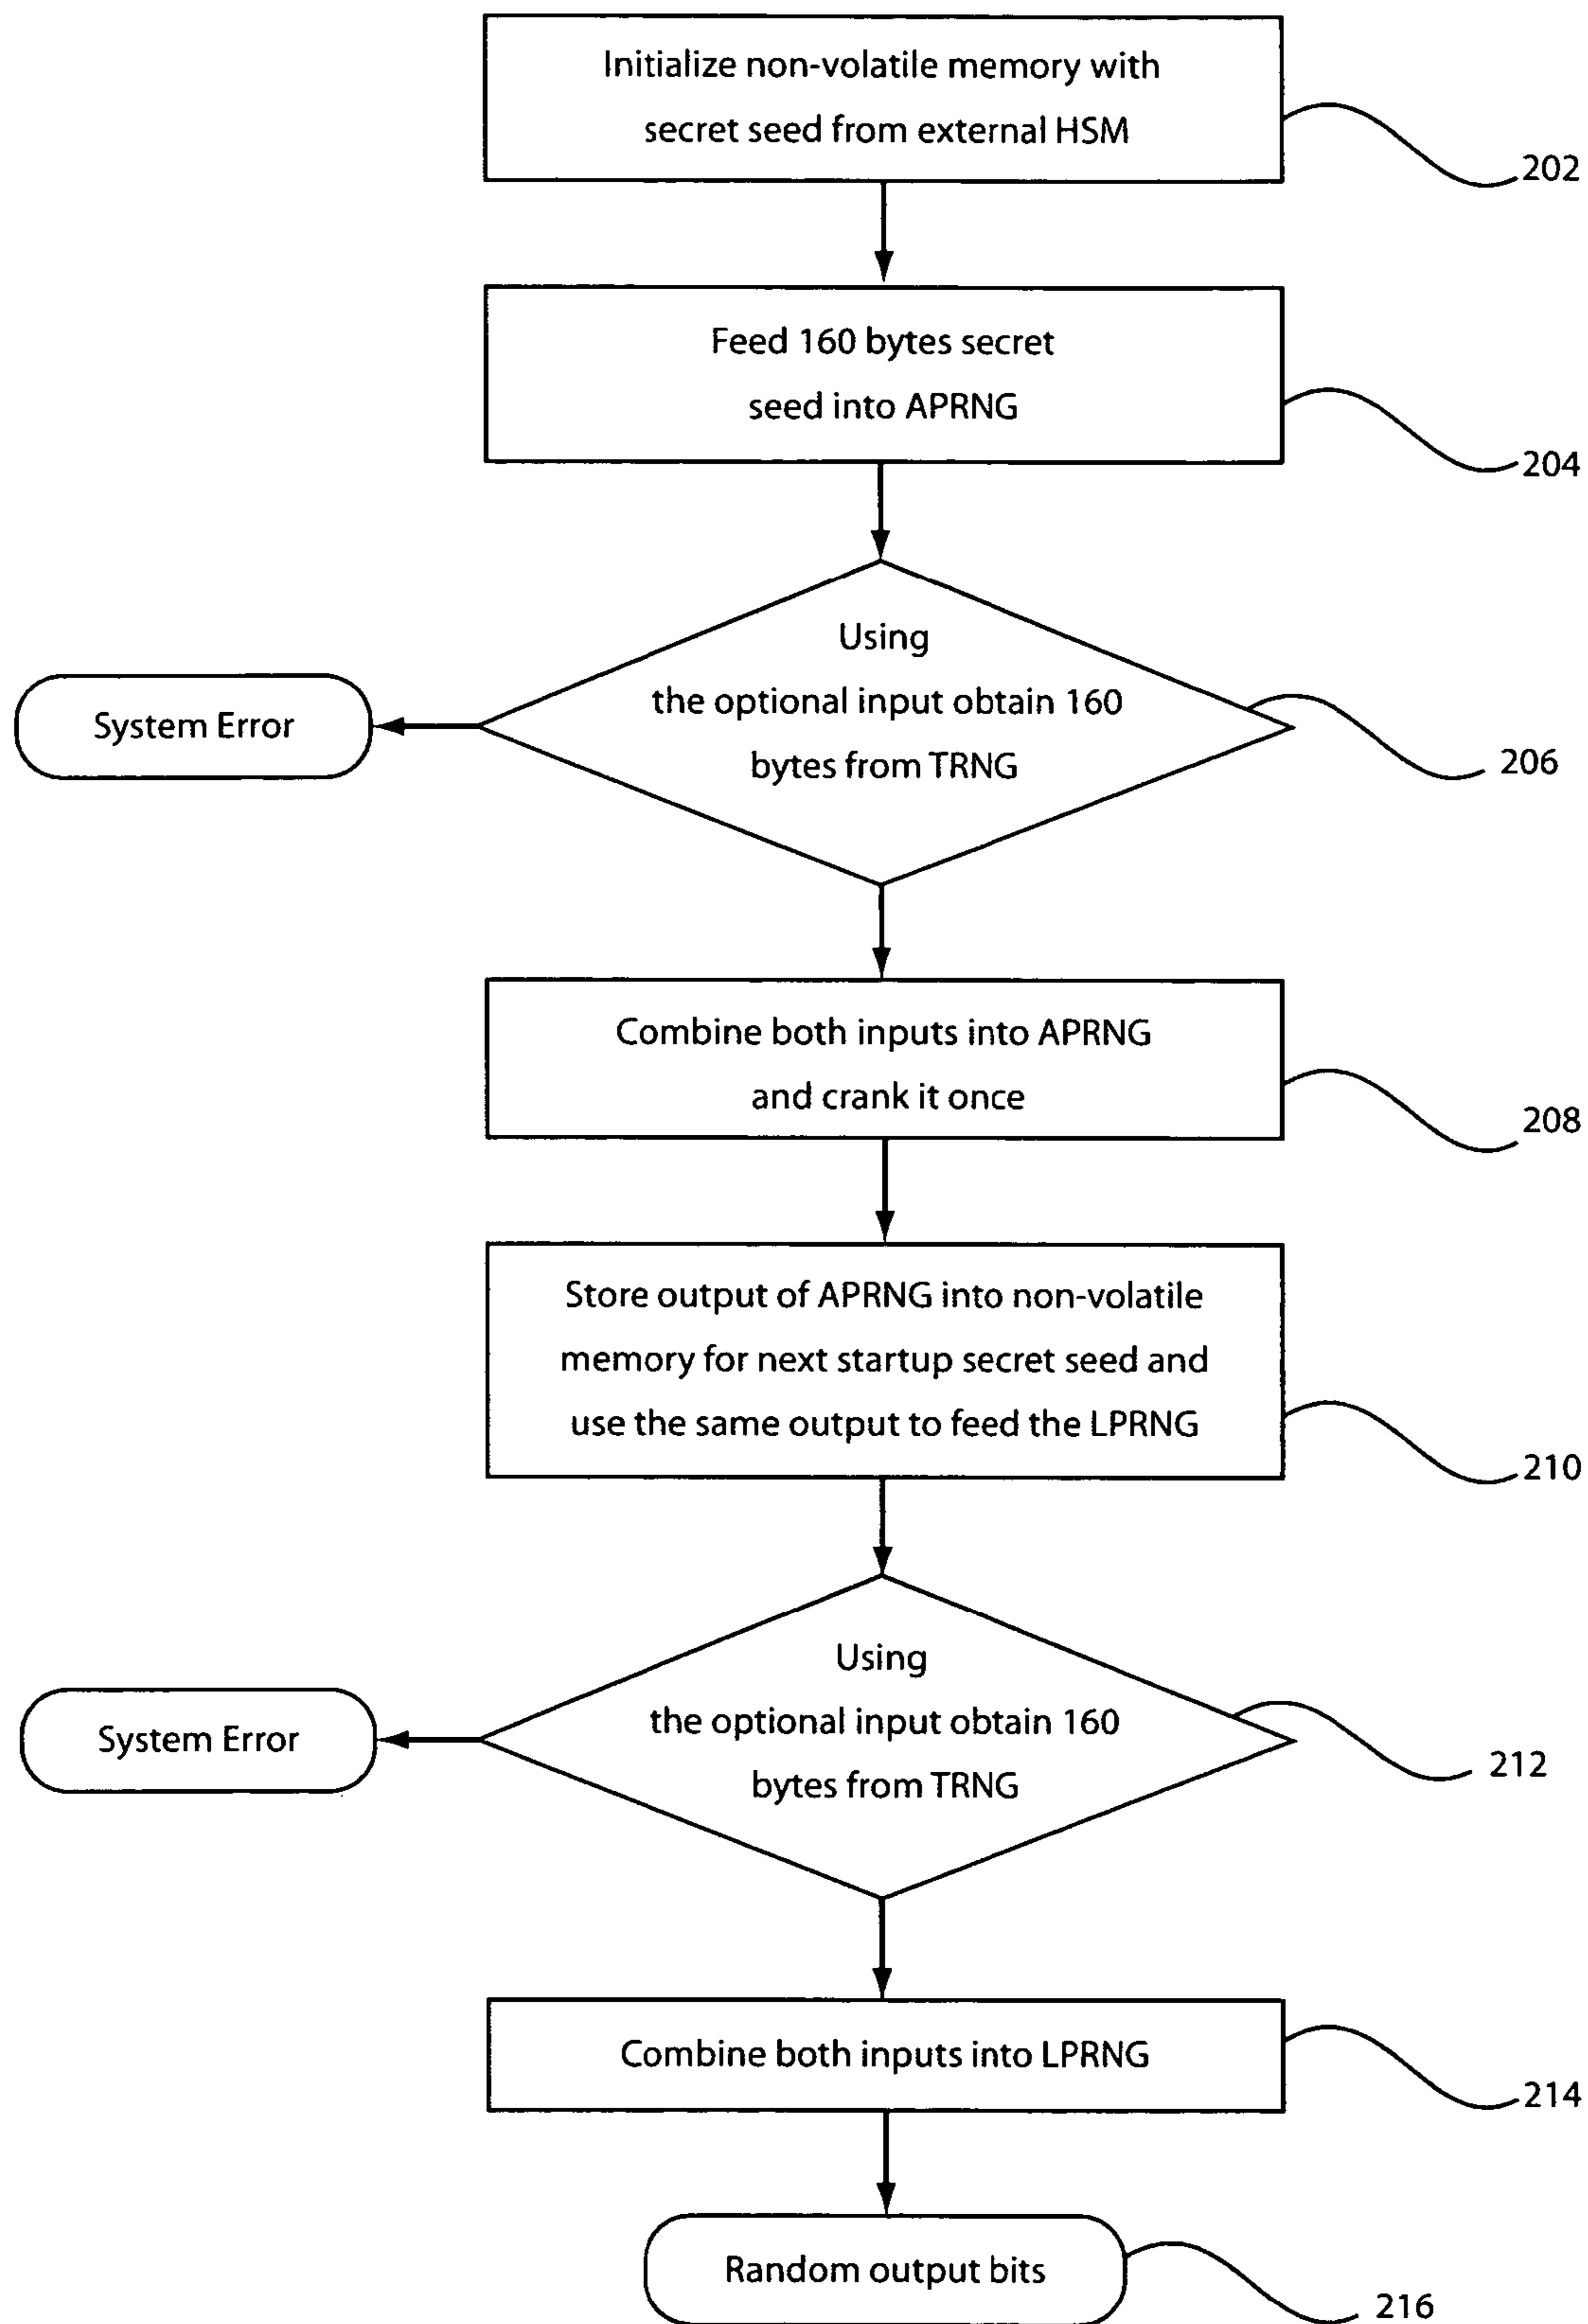 Initialize non-volatile memory with
secret seed from external HSM
202
Feed 160 bytes secret
seed into APRNG
204
Using
the optional input obtain 160
bytes from TRNG
System Error
206
Combine both inputs into APRNG
and crank it once
208
Store output of APRNG into non-volatile
memory for next startup secret seed and
use the same output to feed the LPRNG
210
Using
the optional input obtain 160
bytes from TRNG
System Error
212
Combine both inputs into LPRNG
214
Random output bits
216